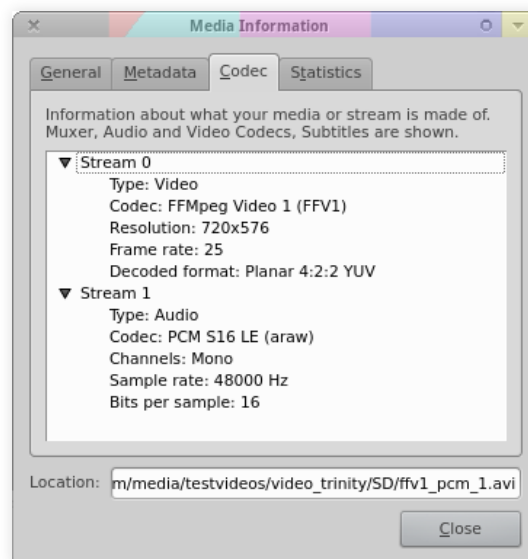 Media Information
General
Metadata
Codec
Statistics
Information about what your media or stream is made of.
Muxer, Audio and Video Codecs, Subtitles are shown.
Stream 0
Type: Video
Codec: FFMpeg Video 1 (FFV1)
Resolution: 720x576
Frame rate: 25
Decoded format: Planar 4:2:2 YUV
Stream 1
Type: Audio
Codec: PCM S16 LE (araw)
Channels: Mono
Sample rate: 48000 Hz
Bits per sample: 16
Location: m/media/testvideos/video_trinity/SD/ffv1_pcm_1.avi
Close